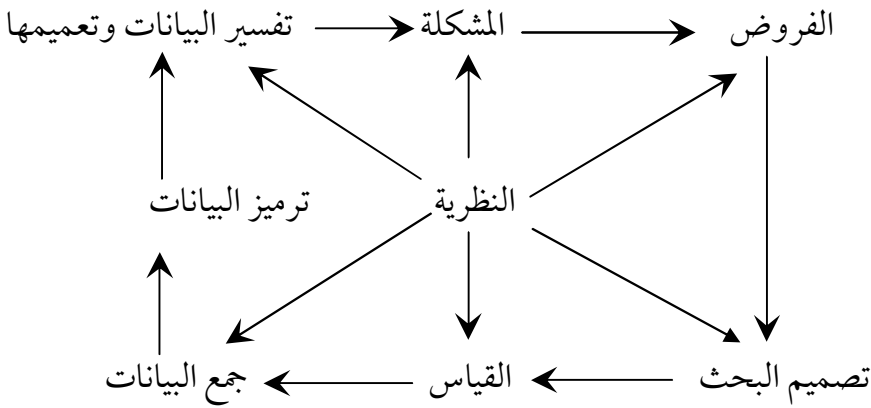 الفروض
المشكلة
تفسير البيانات وتعميمها
النظرية
ترميز البيانات
تصميم البحث
القياس
جمع البيانات